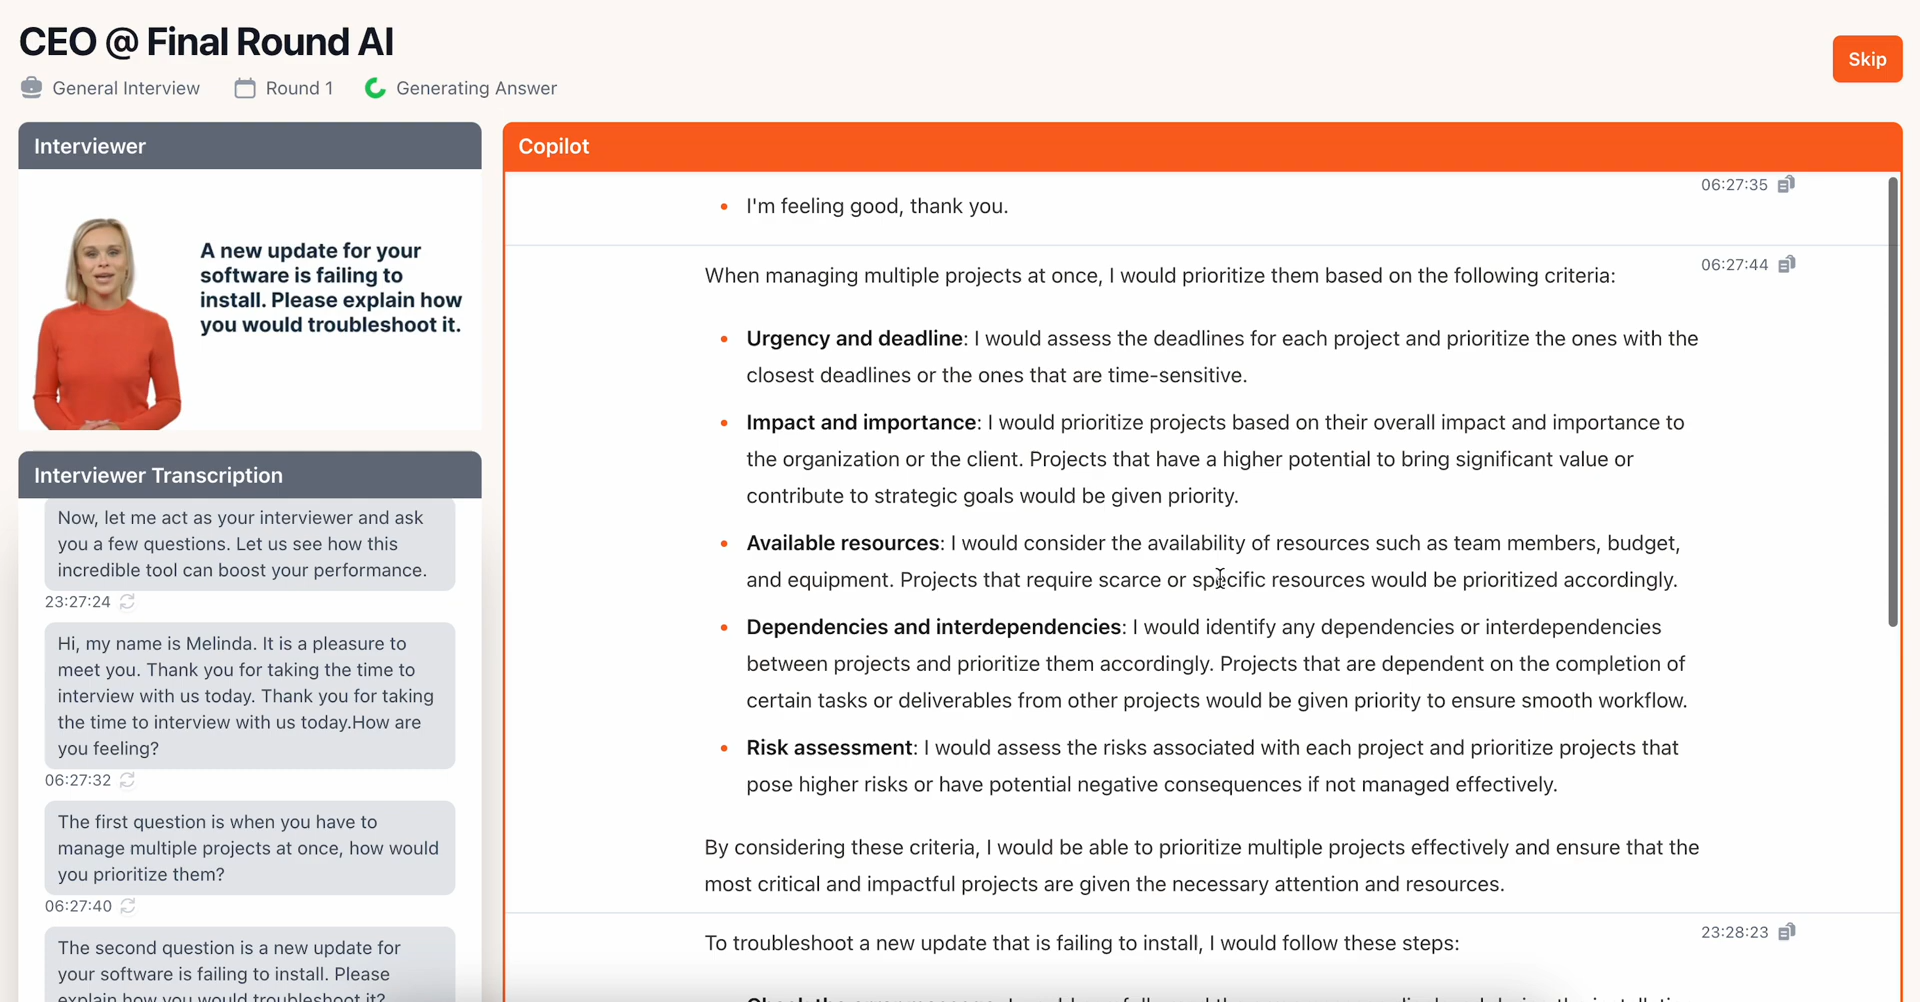 CEO @ Final Round AI
General Interview
Round 1
Generating Answer
Skip
Interviewer
A new update for your
software is failing to
install. Please explain how
you would troubleshoot it.
Interviewer Transcription
Now, let me act as your interviewer and ask
you a few questions. Let us see how this
incredible tool can boost your performance.
23:27:24
Hi, my name is Melinda. It is a pleasure to
meet you. Thank you for taking the time to
interview with us today. Thank you for taking
the time to interview with us today.How are
you feeling?
06:27:32
The first question is when you have to
manage multiple projects at once, how would
you prioritize them?
06:27:40
The second question is a new update for
your software is failing to install. Please
explain how you would troubleshoot it?
Copilot
06:27:35
I'm feeling good, thank you.
06:27:44
When managing multiple projects at once, I would prioritize them based on the following criteria:
Urgency and deadline: I would assess the deadlines for each project and prioritize the ones with the
closest deadlines or the ones that are time-sensitive.
Impact and importance: I would prioritize projects based on their overall impact and importance to
the organization or the client. Projects that have a higher potential to bring significant value or
contribute to strategic goals would be given priority.
Available resources: I would consider the availability of resources such as team members, budget,
and equipment. Projects that require scarce or specific resources would be prioritized accordingly.
Dependencies and interdependencies: I would identify any dependencies or interdependencies
between projects and prioritize them accordingly. Projects that are dependent on the completion of
certain tasks or deliverables from other projects would be given priority to ensure smooth workflow.
Risk assessment: I would assess the risks associated with each project and prioritize projects that
pose higher risks or have potential negative consequences if not managed effectively.
By considering these criteria, I would be able to prioritize multiple projects effectively and ensure that the
most critical and impactful projects are given the necessary attention and resources.
23:28:23
To troubleshoot a new update that is failing to install, I would follow these steps: